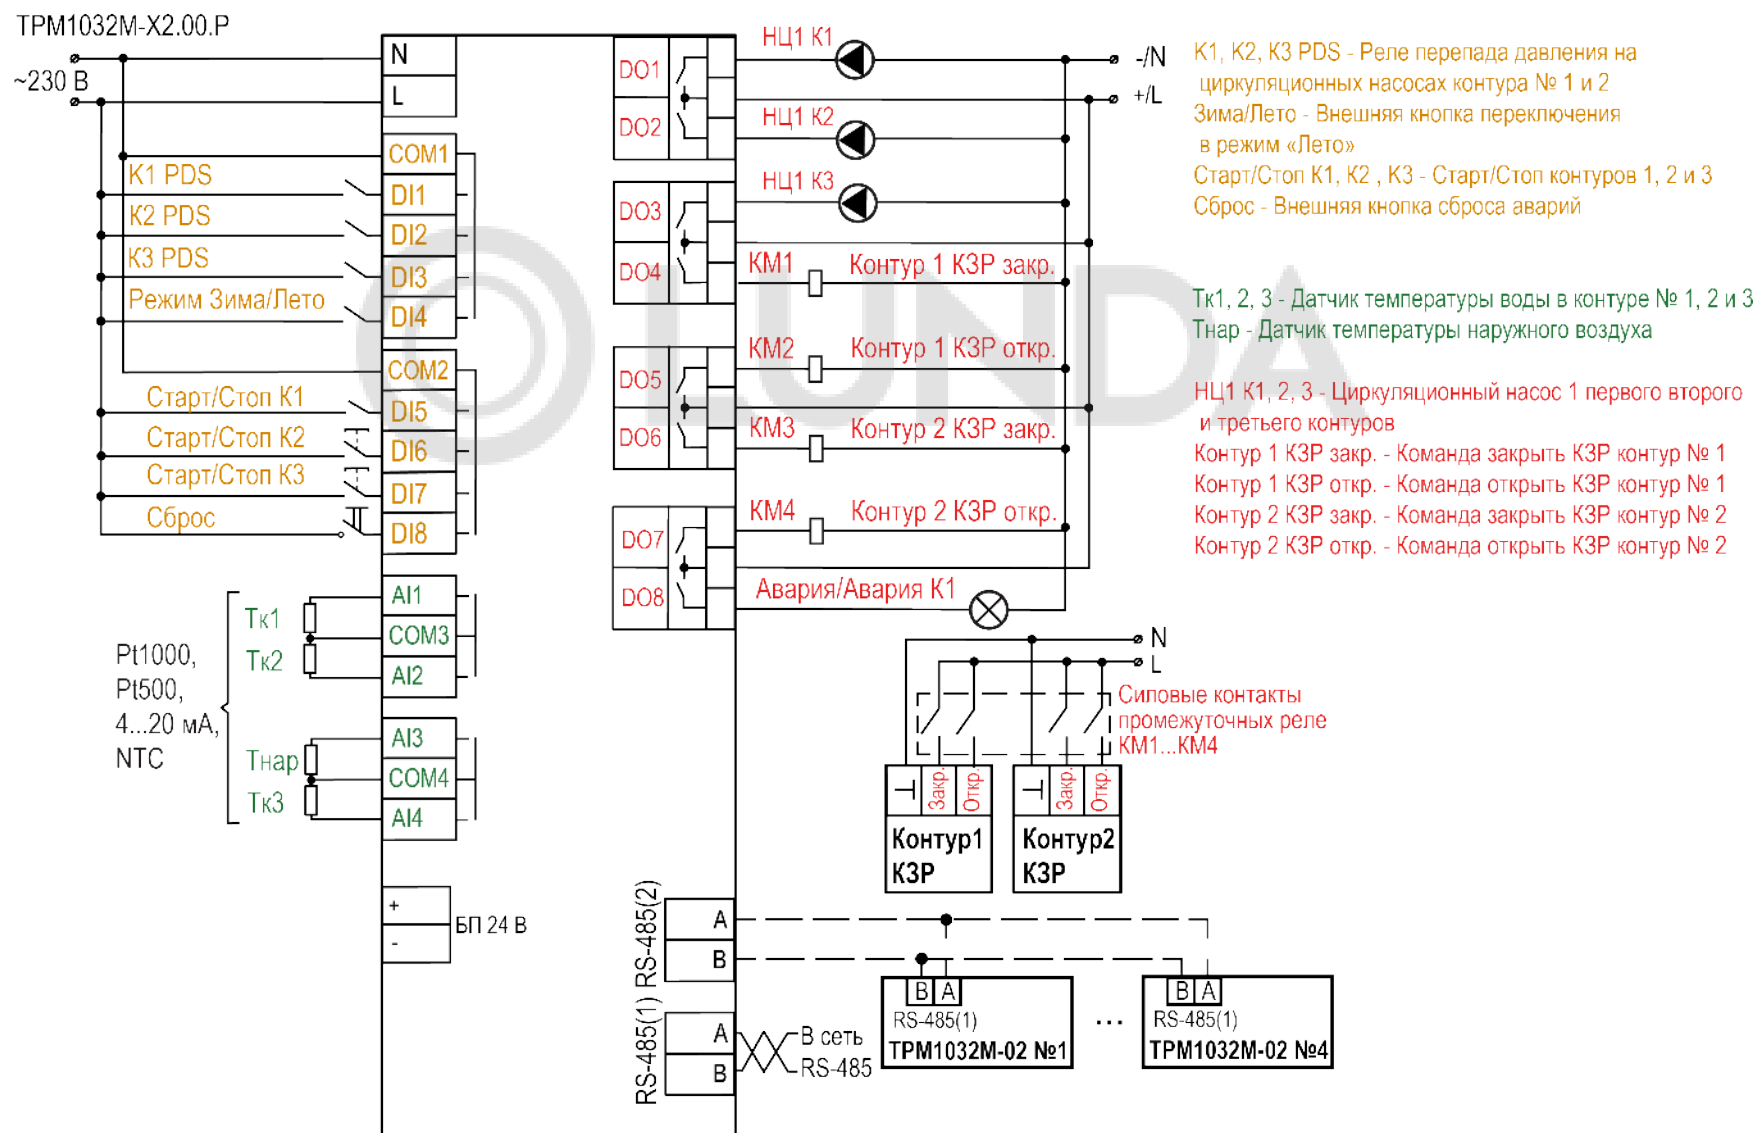 ТРМ1032М-Х2.00.Р
~230 В
N
L
COM1
K1 PDS
DI1
K2 PDS
DI2
K3 PDS
DI3
Режим Зима/Лето
DI4
COM2
Старт/Стоп К1
DI5
Старт/Стоп К2
DI6
Старт/Стоп К3
DI7
Сброс
DI8
AI1
Тк1
COM3
Тк2
AI2
Pt1000,
Pt500,
4...20 мА,
NTC
AI3
Тнар
COM4
Тк3
AI4
+
-
БП 24 В
DO1
DO2
DO3
DO4
DO5
DO6
DO7
DO8
НЦ1 К1
-/N
+/L
НЦ1 К2
НЦ1 К3
КМ1 Контур 1 КЗР закр.
КМ2 Контур 1 КЗР откр.
КМ3 Контур 2 КЗР закр.
КМ4 Контур 2 КЗР откр.
Авария/Авария К1
N
L
Силовые контакты
промежуточных реле
КМ1...КМ4
Закр.
Откр.
Закр.
Откр.
Контур1
КЗР
Контур2
КЗР
RS-485(2)
A
B
RS-485(1)
A
B
В сеть
RS-485
B A
RS-485(1)
ТРМ1032М-02 №1
...
B A
RS-485(1)
ТРМ1032М-02 №4
К1, К2, К3 PDS - Реле перепада давления на
циркуляционных насосах контура № 1 и 2
Зима/Лето - Внешняя кнопка переключения
в режим «Лето»
Старт/Стоп К1, К2 , К3 - Старт/Стоп контуров 1, 2 и 3
Сброс - Внешняя кнопка сброса аварий
Тк1, 2, 3 - Датчик температуры воды в контуре № 1, 2 и 3
Тнар - Датчик температуры наружного воздуха
НЦ1 К1, 2, 3 - Циркуляционный насос 1 первого второго
и третьего контуров
Контур 1 КЗР закр. - Команда закрыть КЗР контур № 1
Контур 1 КЗР откр. - Команда открыть КЗР контур № 1
Контур 2 КЗР закр. - Команда закрыть КЗР контур № 2
Контур 2 КЗР откр. - Команда открыть КЗР контур № 2
LUNDA